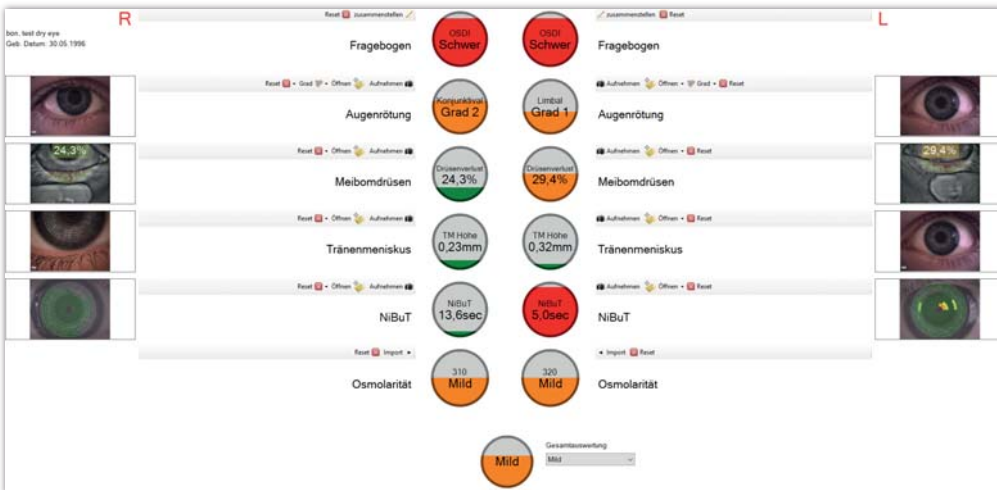 R
L
bon, test dry eye
Geb. Datum: 30.05.1996
Reset zusammenstellen
Fragebogen
OSDI
Schwer
OSDI
Schwer
zusammenstellen Reset
Fragebogen
Reset Grad Öffnen Aufnehmen
Augenrötung
Konjunktival
Grad 2
Limbal
Grad 1
Aufnehmen Öffnen Grad Reset
Augenrötung
24,3%
Reset Öffnen Aufnehmen
Meibomdrüsen
Drüsenverlust
24,3%
Drüsenverlust
29,4%
Aufnehmen Öffnen Reset
Meibomdrüsen
29,4%
Reset Öffnen Aufnehmen
Tränenmeniskus
TM Höhe
0,23mm
TM Höhe
0,32mm
Aufnehmen Öffnen Reset
Tränenmeniskus
Reset Öffnen Aufnehmen
NiBuT
NiBuT
13,6sec
NiBuT
5,0sec
Aufnehmen Öffnen Reset
NiBuT
Reset Import
Osmolarität
310
Mild
320
Mild
Import Reset
Osmolarität
Mild
Gesamtauswertung
Mild